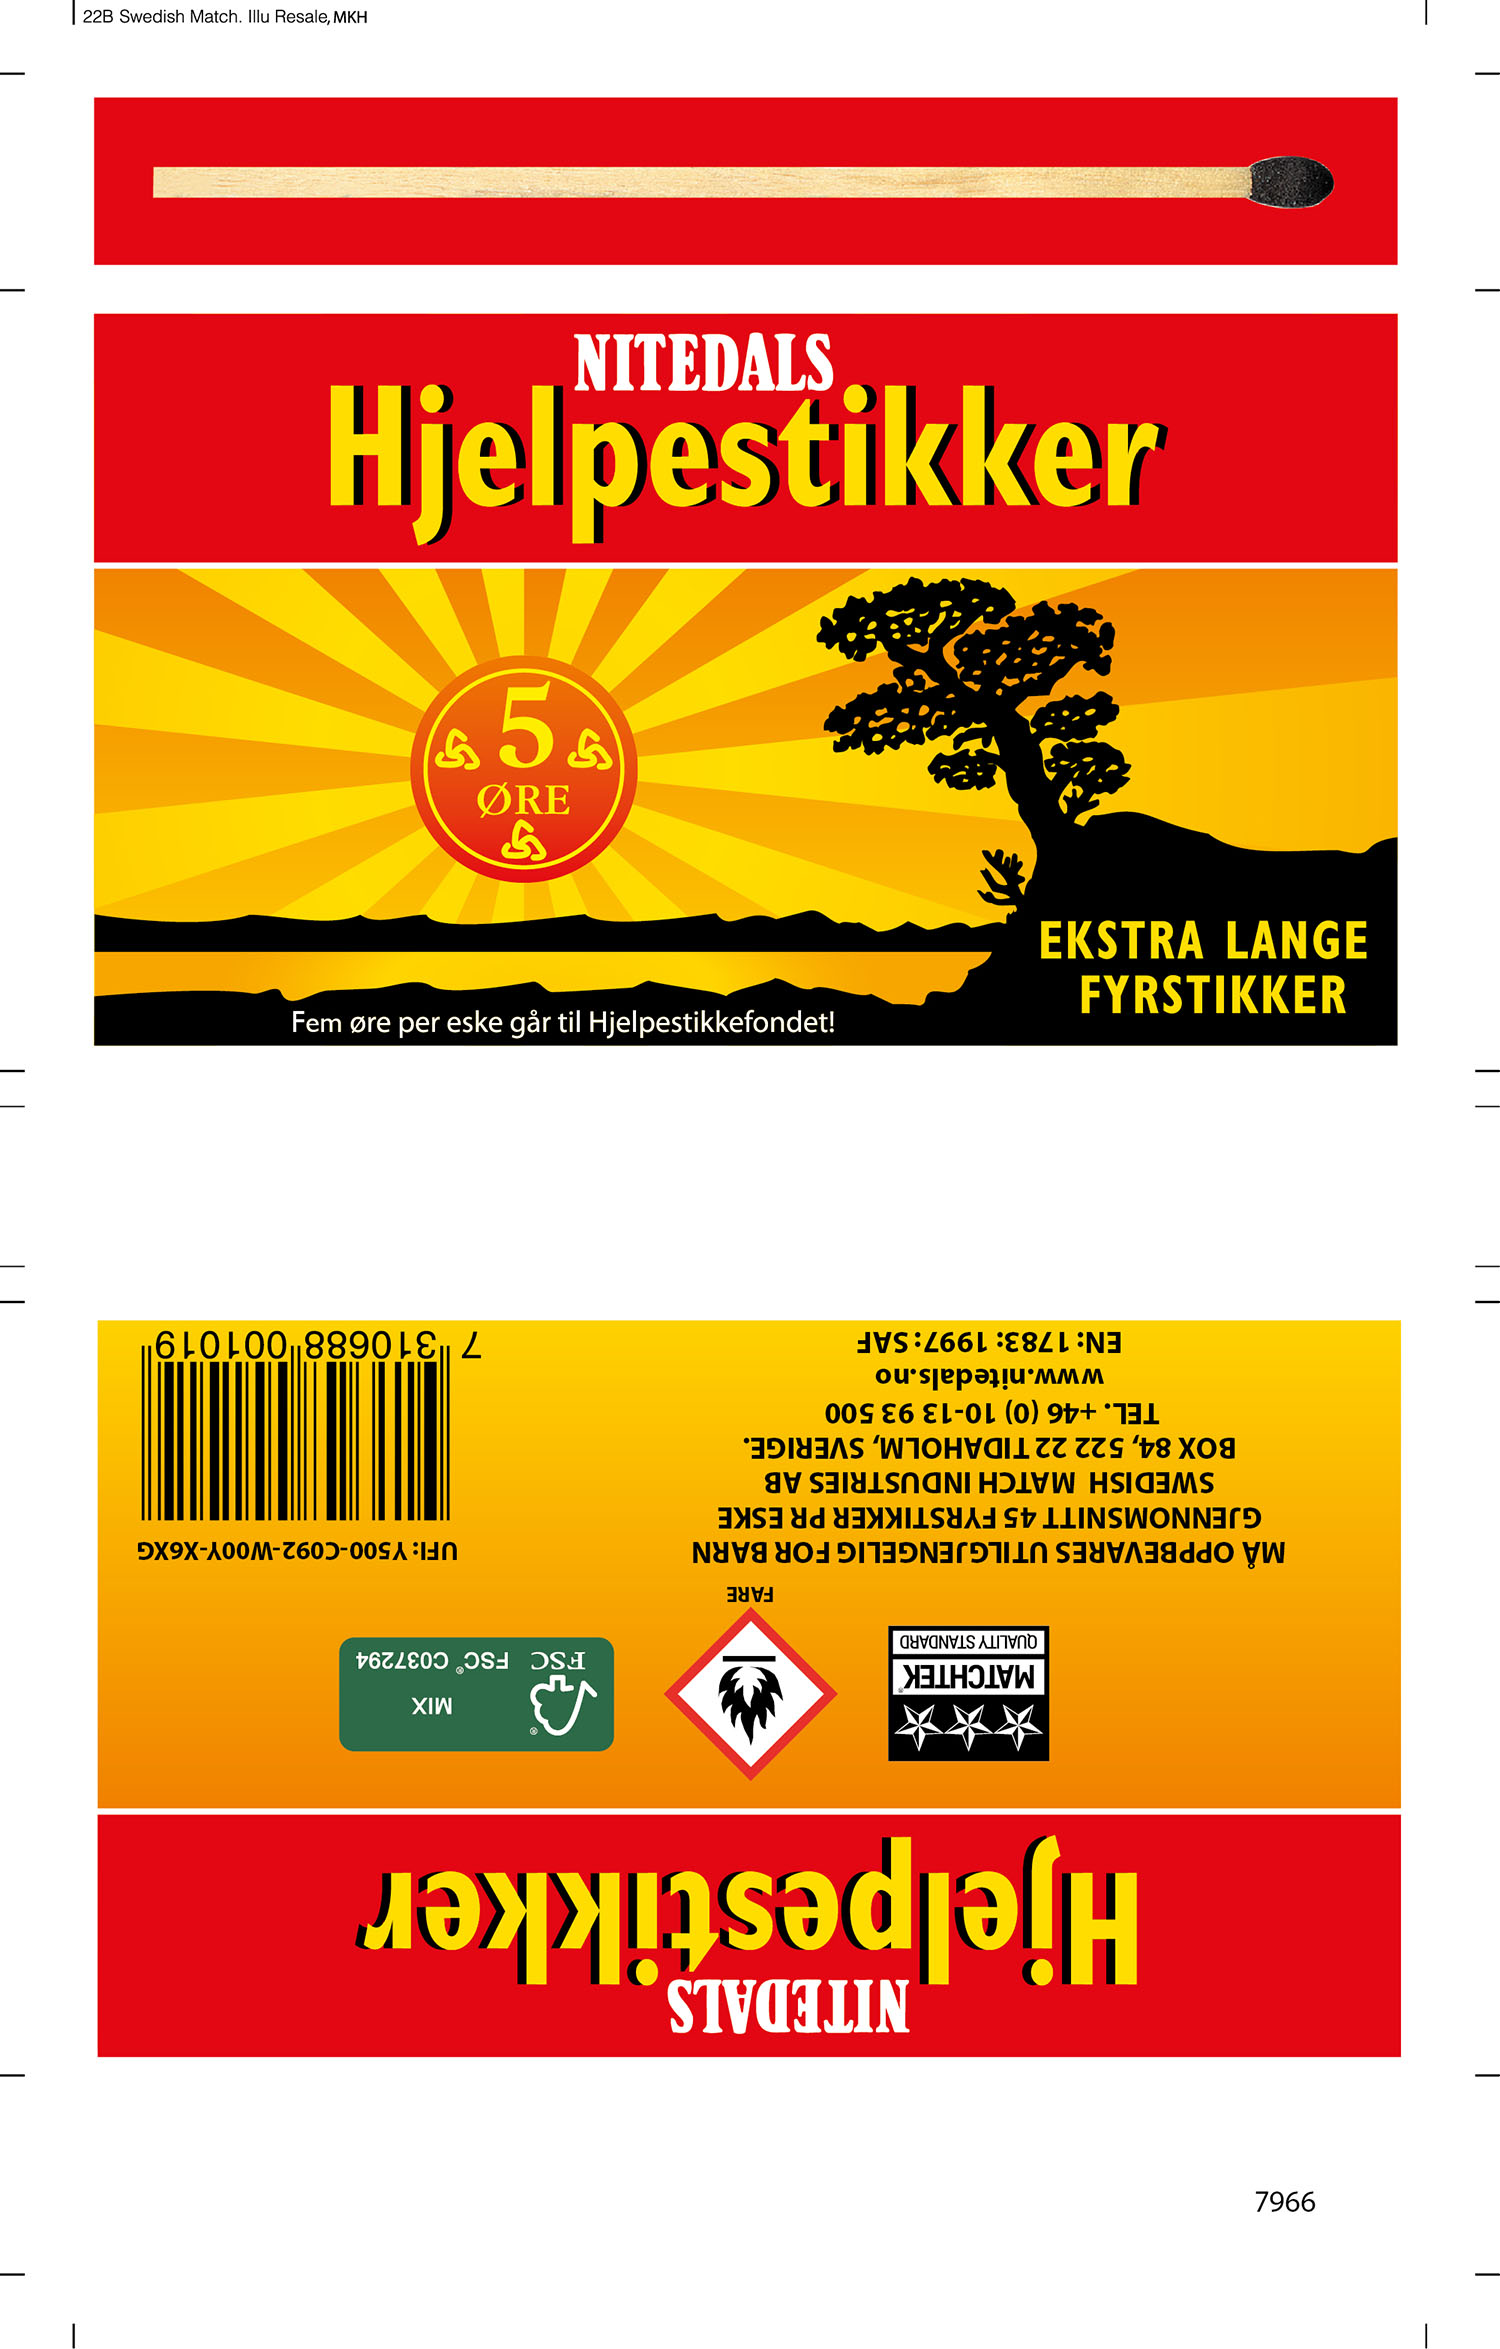 22B Swedish Match. Illu Resale, MKH
NITEDALS
Hjelpestikker
5
ØRE
EKSTRA LANGE
FYRSTIKKER
Fem øre per eske går til Hjelpestikkefondet!
NITEDALS
Hjelpestikker
MATCHTEK®
QUALITY STANDARD
FARE
®
MIX
FSC FSC® C037294
MÅ OPPBEVARES UTILGJENGELIG FOR BARN
GJENNOMSNITT 45 FYRSTIKKER PR ESKE
SWEDISH MATCH INDUSTRIES AB
BOX 84, 522 22 TIDAHOLM, SVERIGE.
TEL. +46 (0) 10-13 93 500
www.nitedals.no
EN: 1783: 1997: SAF
UFI: Y500-C092-W00Y-X6XG
7 310688 001019
7966